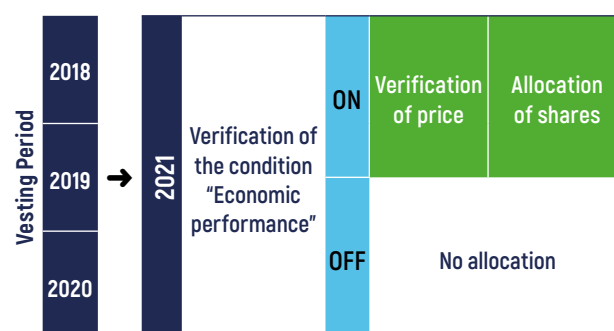 Vesting Period
2018
2019
2020
2021
Verification of
the condition
“Economic
performance”
ON
Verification
of price
Allocation
of shares
OFF
No allocation